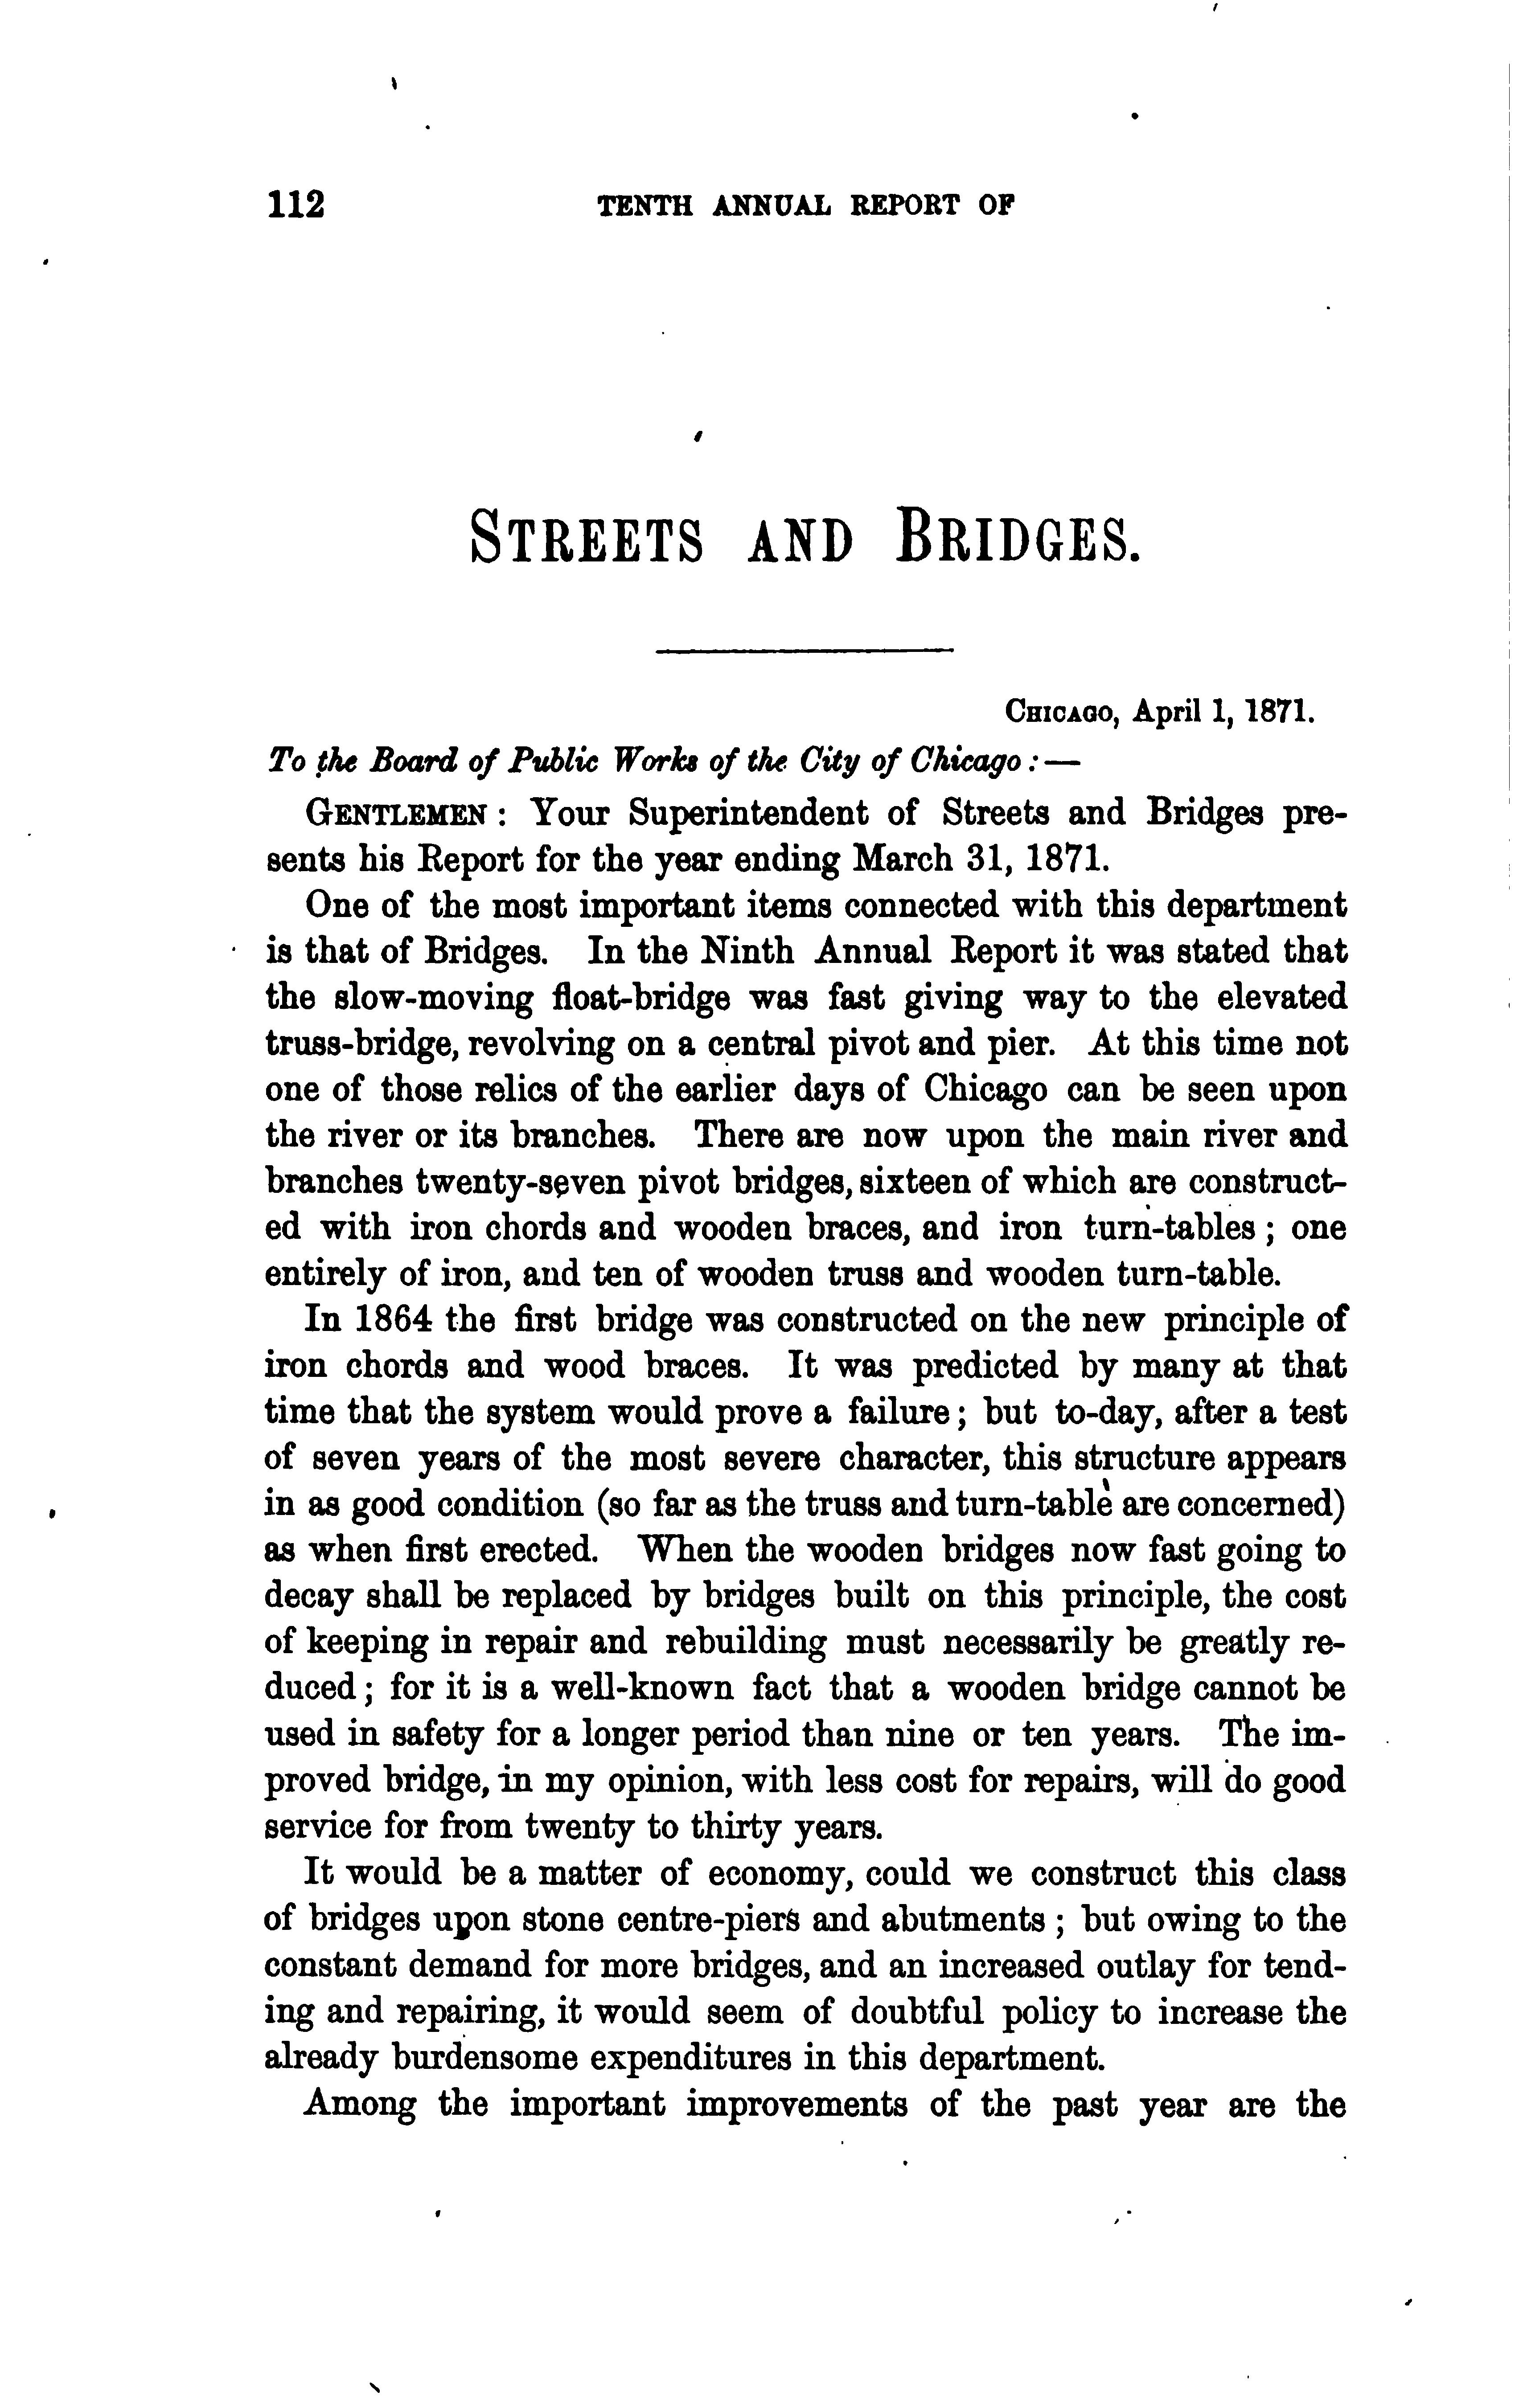 112 TENTH ANNUAL REPORT OF
STREETS AND BRIDGES.
CHICAGO, April 1, 1871.
To the Board of Public Works of the City of Chicago:—
GENTLEMEN: Your Superintendent of Streets and Bridges pre-
sents his Report for the year ending March 31, 1871.
One of the most important items connected with this department
is that of Bridges. In the Ninth Annual Report it was stated that
the slow-moving float-bridge was fast giving way to the elevated
truss-bridge, revolving on a central pivot and pier. At this time not
one of those relics of the earlier days of Chicago can be seen upon
the river or its branches. There are now upon the main river and
branches twenty-seven pivot bridges, sixteen of which are construct-
ed with iron chords and wooden braces, and iron turn-tables; one
entirely of iron, and ten of wooden truss and wooden turn-table.
In 1864 the first bridge was constructed on the new principle of
iron chords and wood braces. It was predicted by many at that
time that the system would prove a failure; but to-day, after a test
of seven years of the most severe character, this structure appears
in as good condition (so far as the truss and turn-table are concerned)
as when first erected. When the wooden bridges now fast going to
decay shall be replaced by bridges built on this principle, the cost
of keeping in repair and rebuilding must necessarily be greatly re-
duced; for it is a well-known fact that a wooden bridge cannot be
used in safety for a longer period than nine or ten years. The im-
proved bridge, in my opinion, with less cost for repairs, will do good
service for from twenty to thirty years.
It would be a matter of economy, could we construct this class
of bridges upon stone centre-piers and abutments; but owing to the
constant demand for more bridges, and an increased outlay for tend-
ing and repairing, it would seem of doubtful policy to increase the
already burdensome expenditures in this department.
Among the important improvements of the past year are the